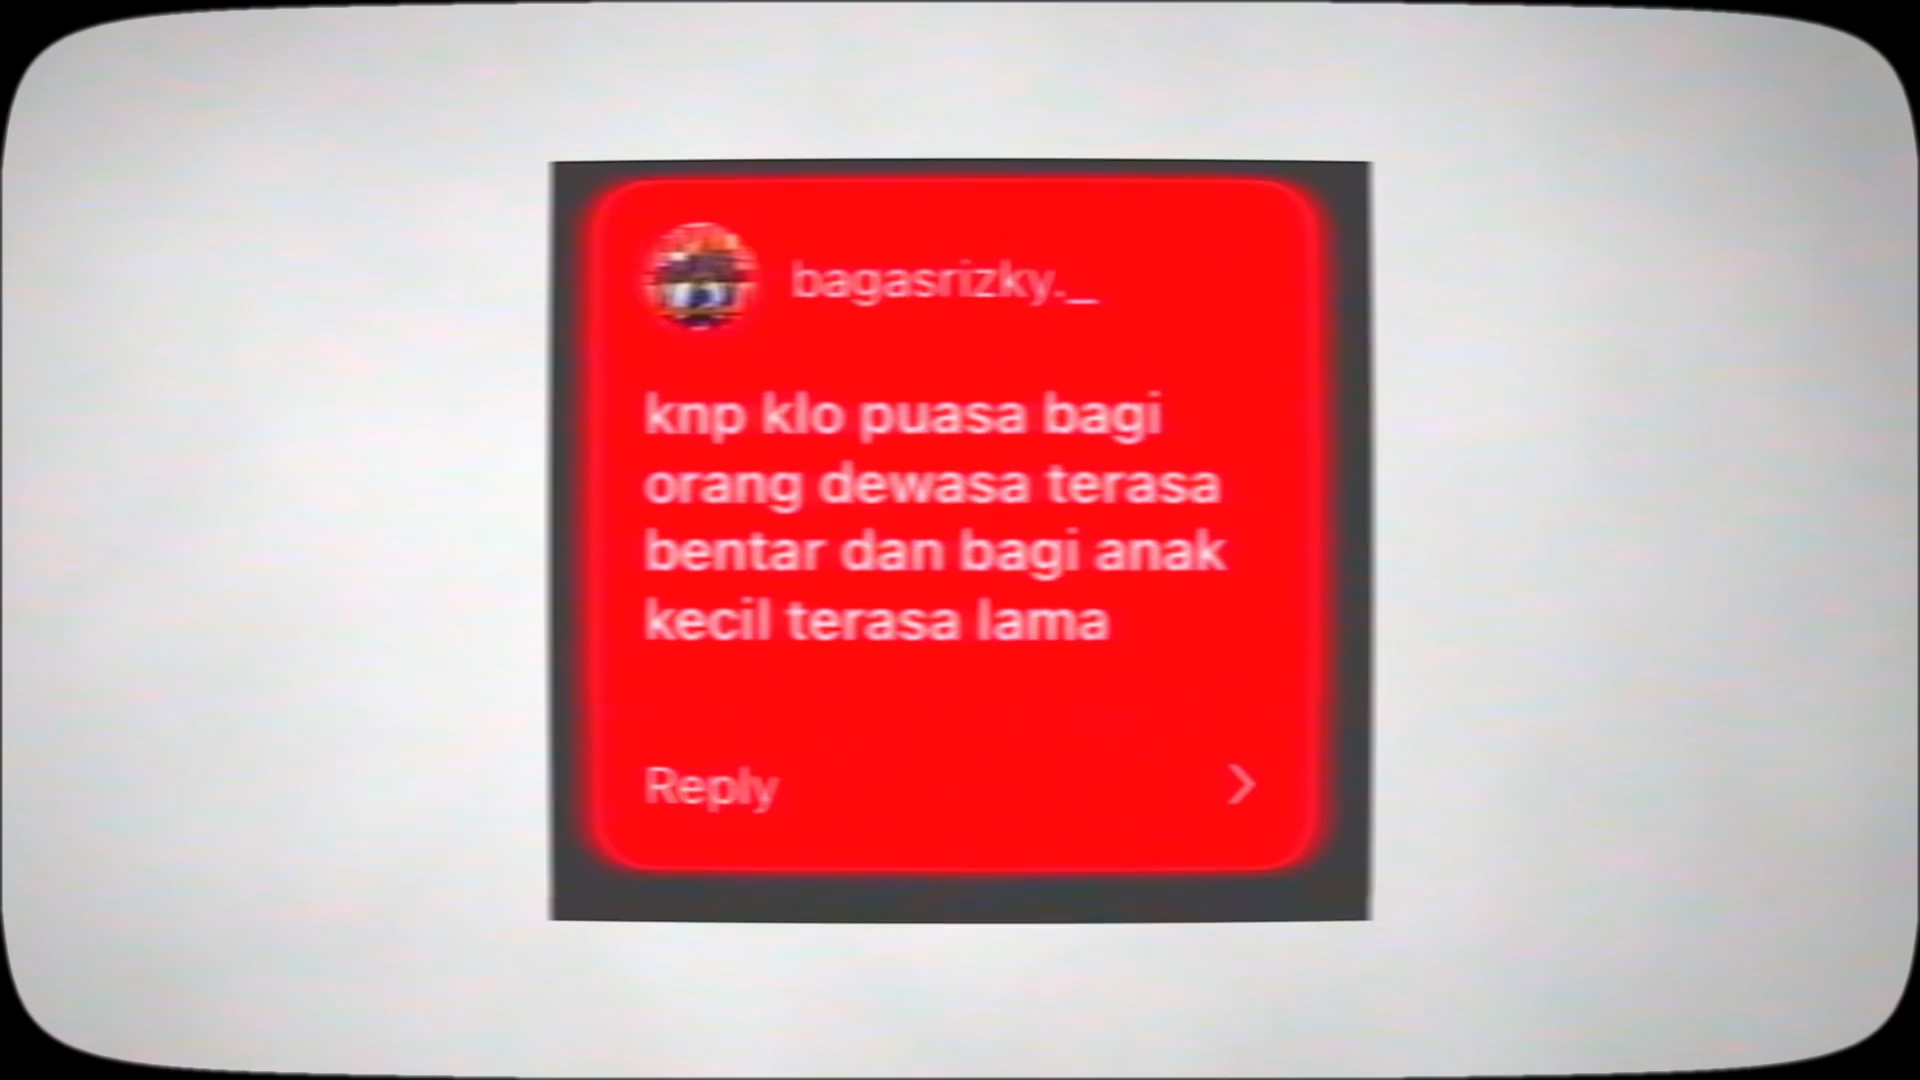 bagasrizky._
knp klo puasa bagi
orang dewasa terasa
bentar dan bagi anak
kecil terasa lama
Reply